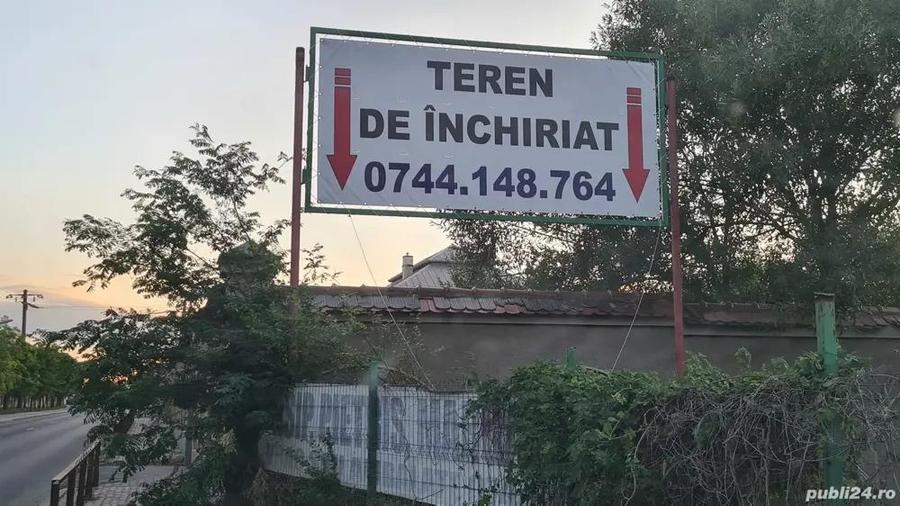 TEREN
DE ÎNCHIRIAT
0744.148.764
publi24.ro